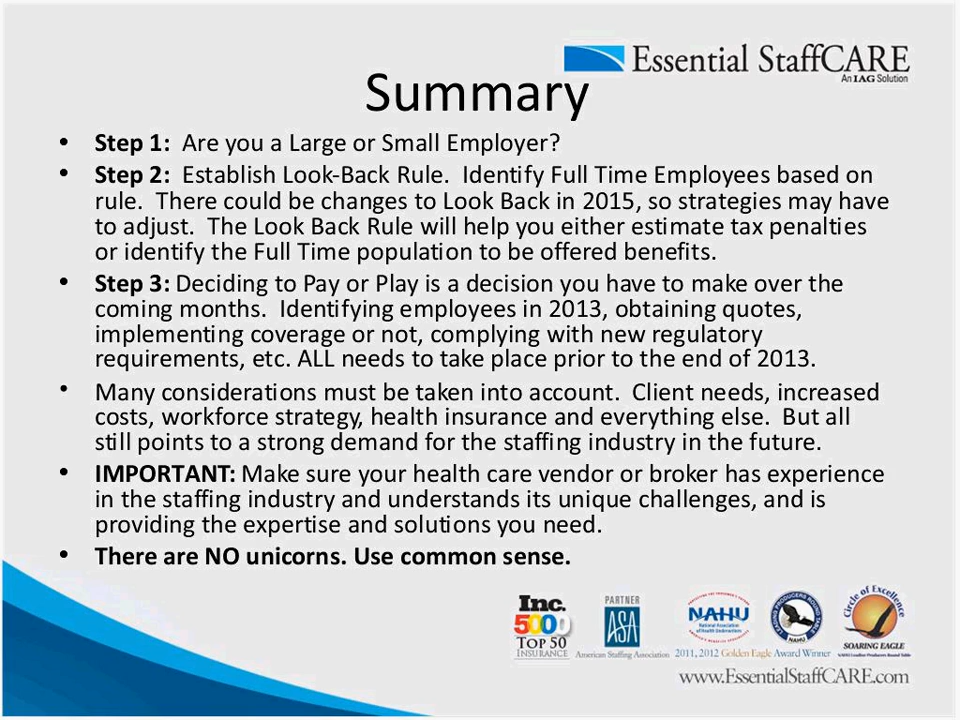 Essential StaffCARE
An IAG Solution
Summary
• Step 1: Are you a Large or Small Employer?
• Step 2: Establish Look-Back Rule. Identify Full Time Employees based on
rule. There could be changes to Look Back in 2015, so strategies may have
to adjust. The Look Back Rule will help you either estimate tax penalties
or identify the Full Time population to be offered benefits.
• Step 3: Deciding to Pay or Play is a decision you have to make over the
coming months. Identifying employees in 2013, obtaining quotes,
implementing coverage or not, complying with new regulatory
requirements, etc. ALL needs to take place prior to the end of 2013.
• Many considerations must be taken into account. Client needs, increased
costs, workforce strategy, health insurance and everything else. But all
still points to a strong demand for the staffing industry in the future.
• IMPORTANT: Make sure your health care vendor or broker has experience
in the staffing industry and understands its unique challenges, and is
providing the expertise and solutions you need.
• There are NO unicorns. Use common sense.
Inc.
5000
TOP 50
INSURANCE
PARTNER
ASA
American Staffing Association
NAHU
National Association
of Health Underwriters
LEADING PRODUCERS ROUND TABLE
Circle of Excellence
SOARING EAGLE
2011, 2012 Golden Eagle Award Winner
www.EssentialStaffCARE.com